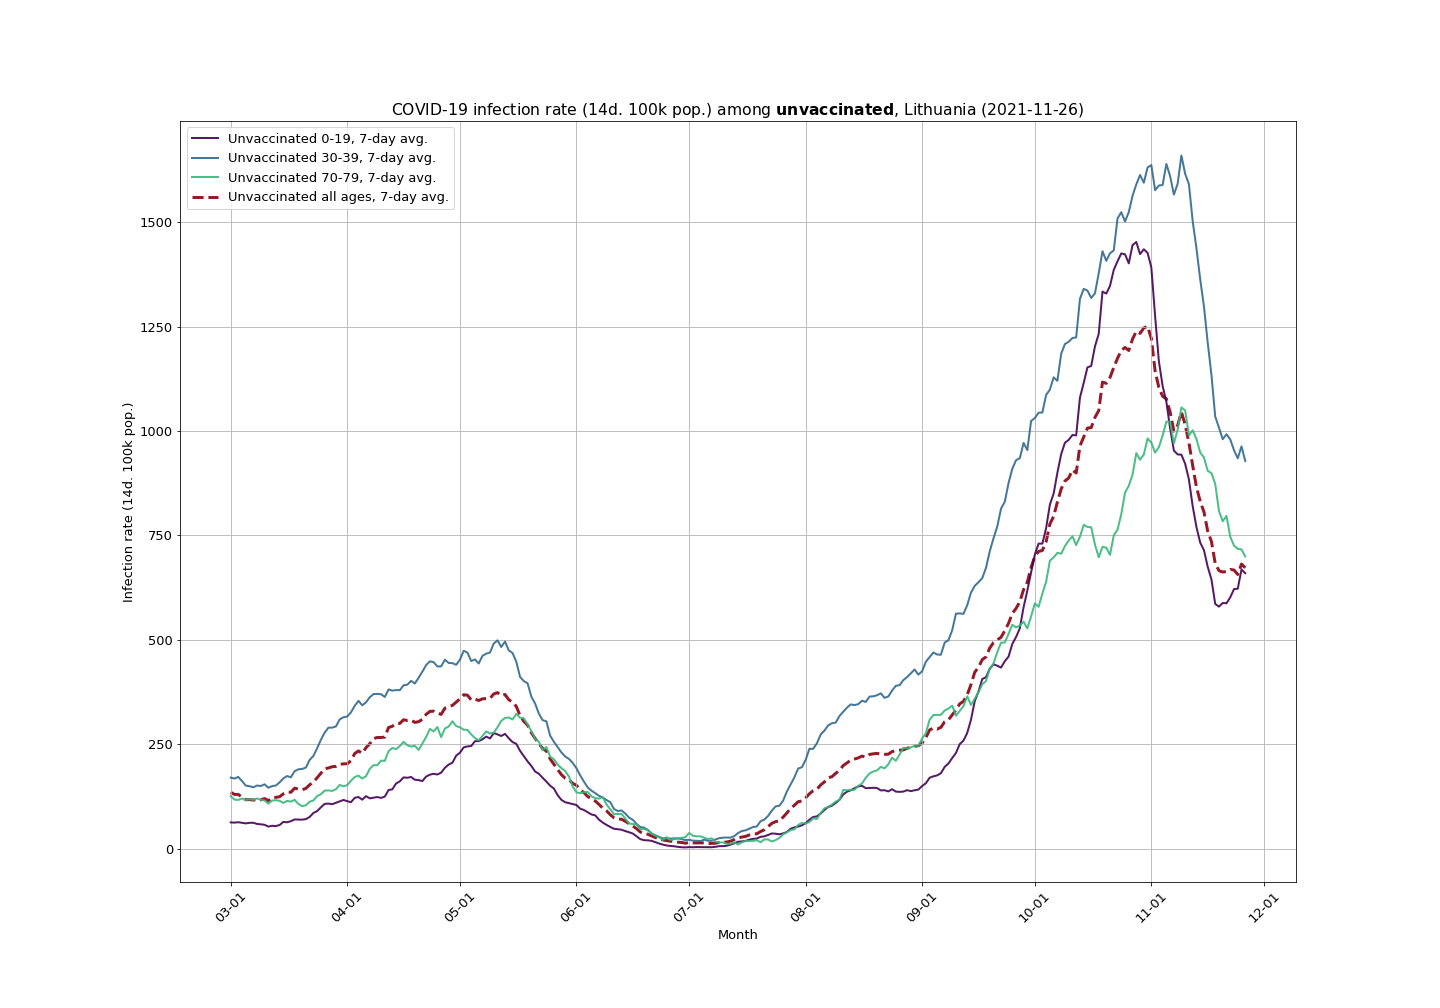 COVID-19 infection rate (14d. 100k pop.) among unvaccinated, Lithuania (2021-11-26)
Unvaccinated 0-19, 7-day avg.
Unvaccinated 30-39, 7-day avg.
Unvaccinated 70-79, 7-day avg.
Unvaccinated all ages, 7-day avg.
Infection rate (14d. 100k pop.)
1500
1250
1000
750
500
250
0
03-01
04-01
05-01
06-01
07-01
08-01
09-01
10-01
11-01
12-01
Month